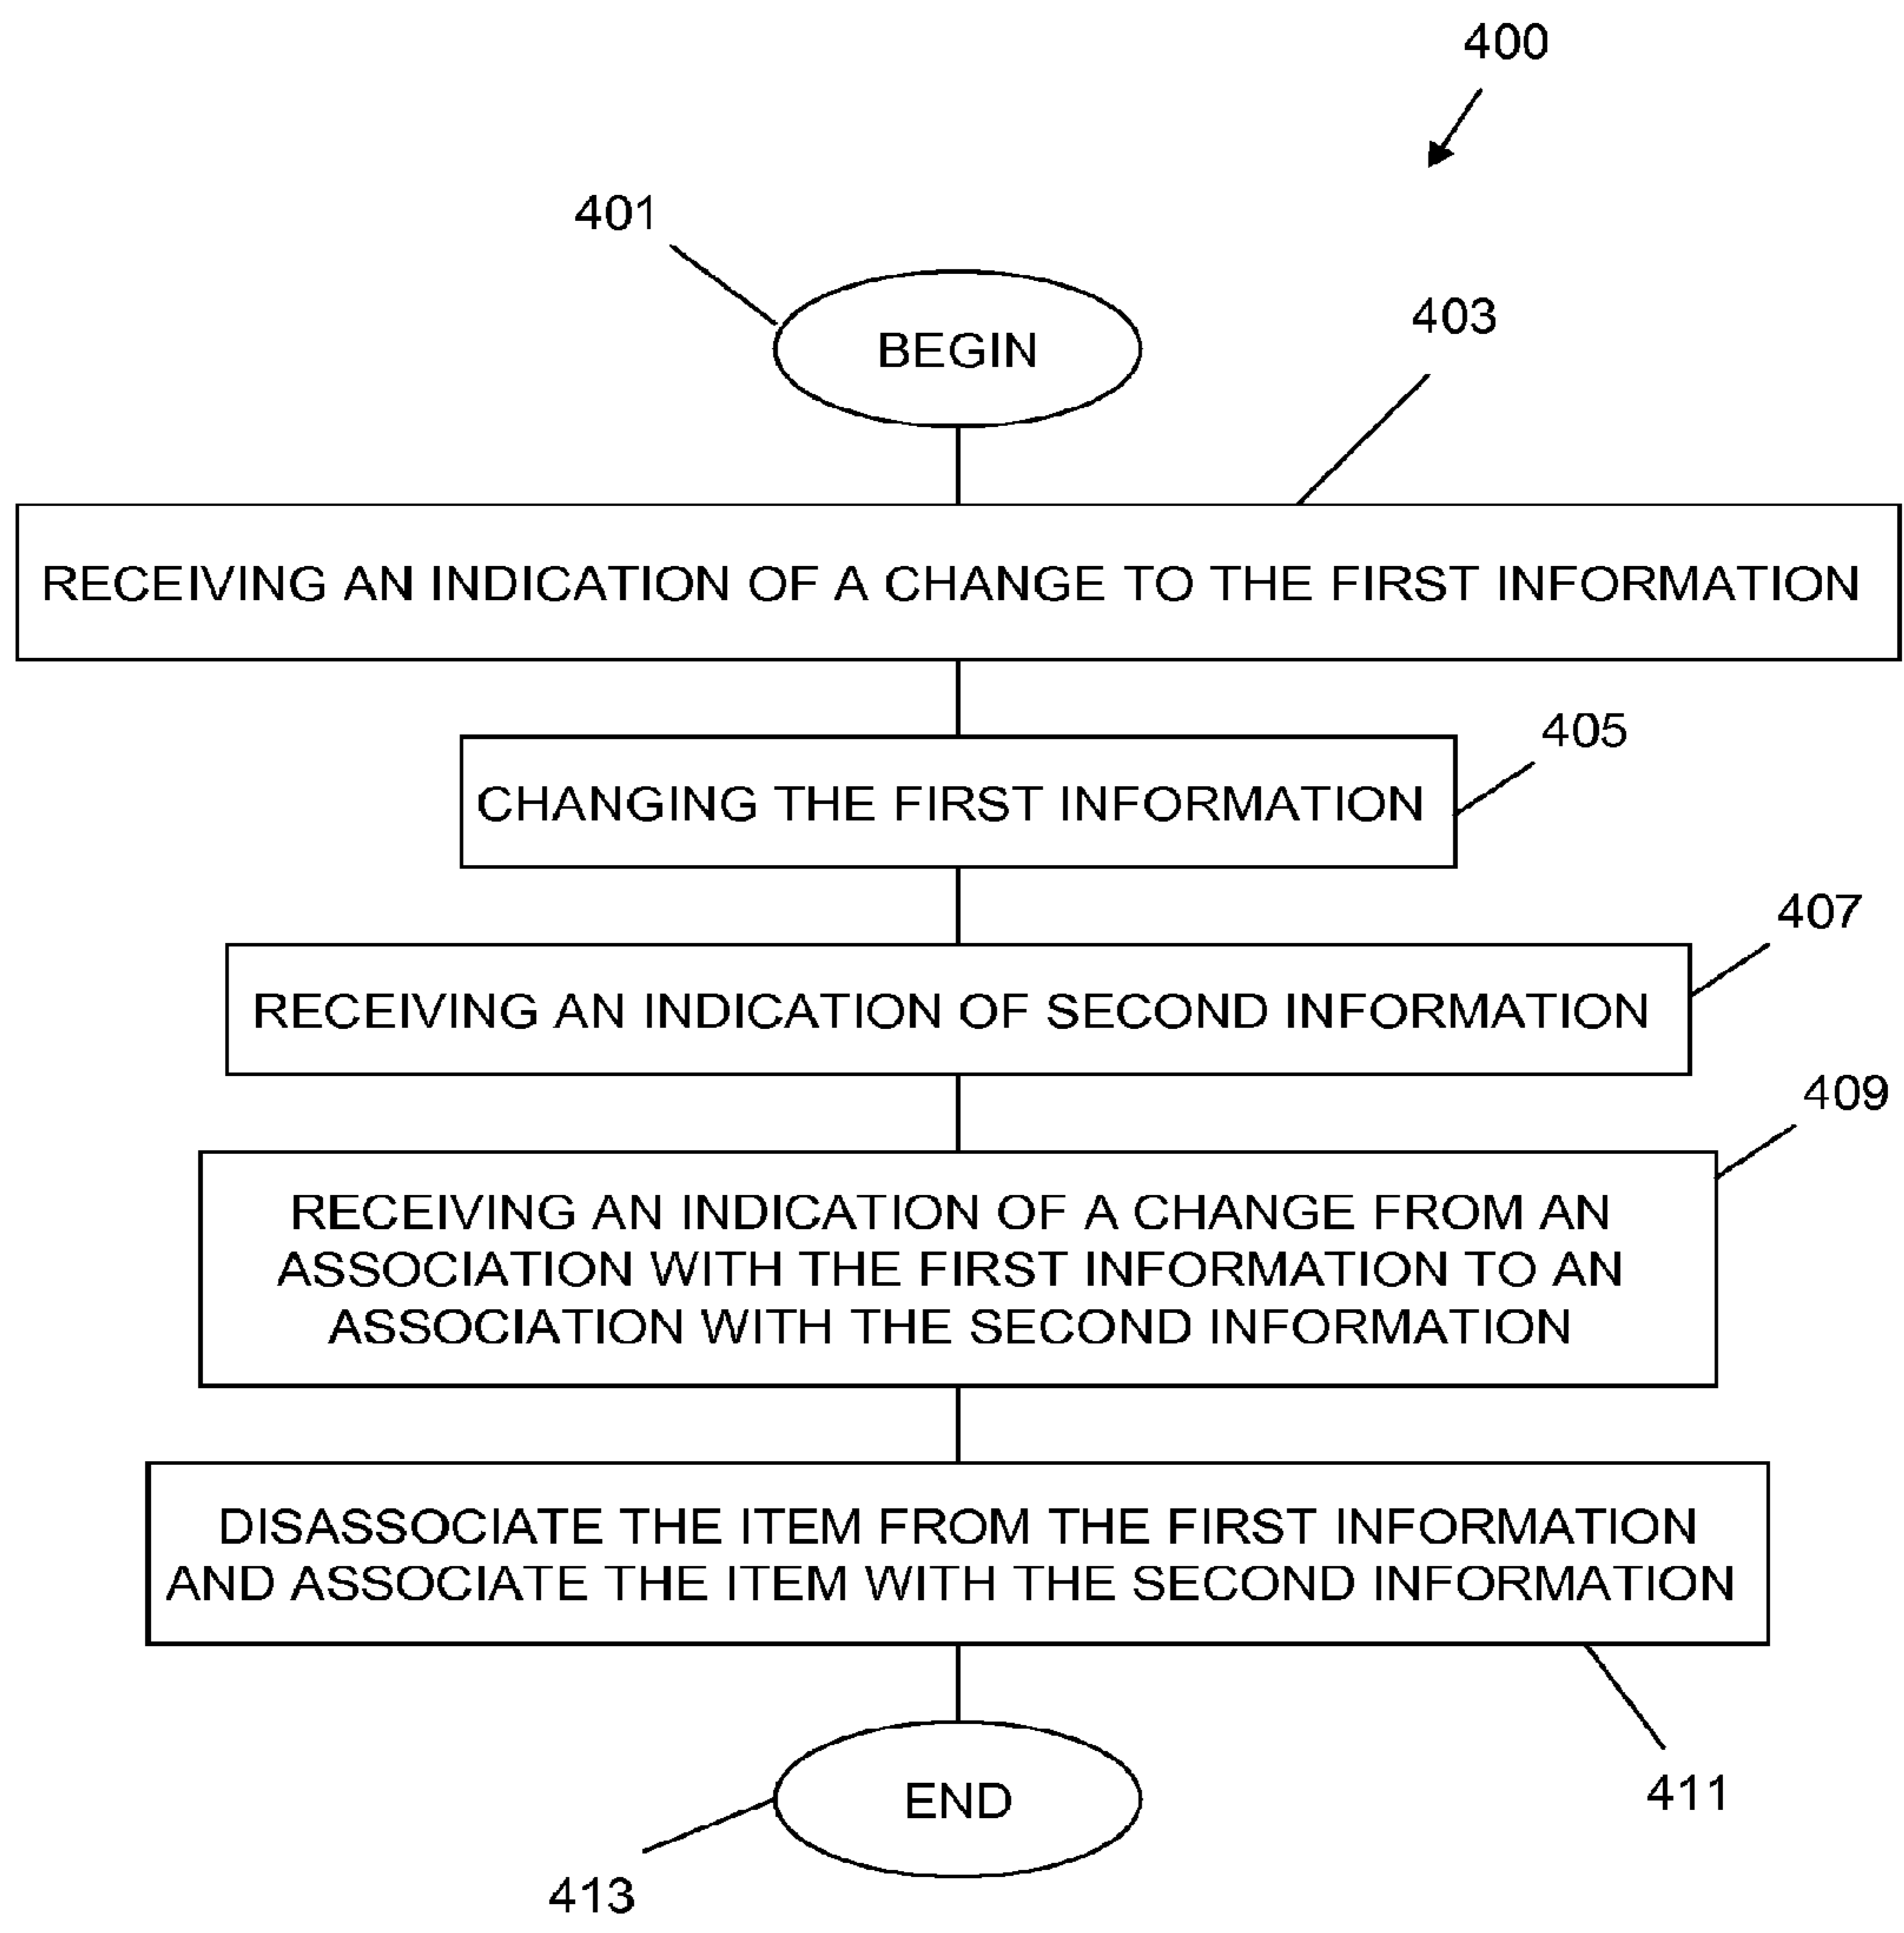 400
401
BEGIN
403
RECEIVING AN INDICATION OF A CHANGE TO THE FIRST INFORMATION
405
CHANGING THE FIRST INFORMATION
407
RECEIVING AN INDICATION OF SECOND INFORMATION
409
RECEIVING AN INDICATION OF A CHANGE FROM AN
ASSOCIATION WITH THE FIRST INFORMATION TO AN
ASSOCIATION WITH THE SECOND INFORMATION
DISASSOCIATE THE ITEM FROM THE FIRST INFORMATION
AND ASSOCIATE THE ITEM WITH THE SECOND INFORMATION
411
END
413